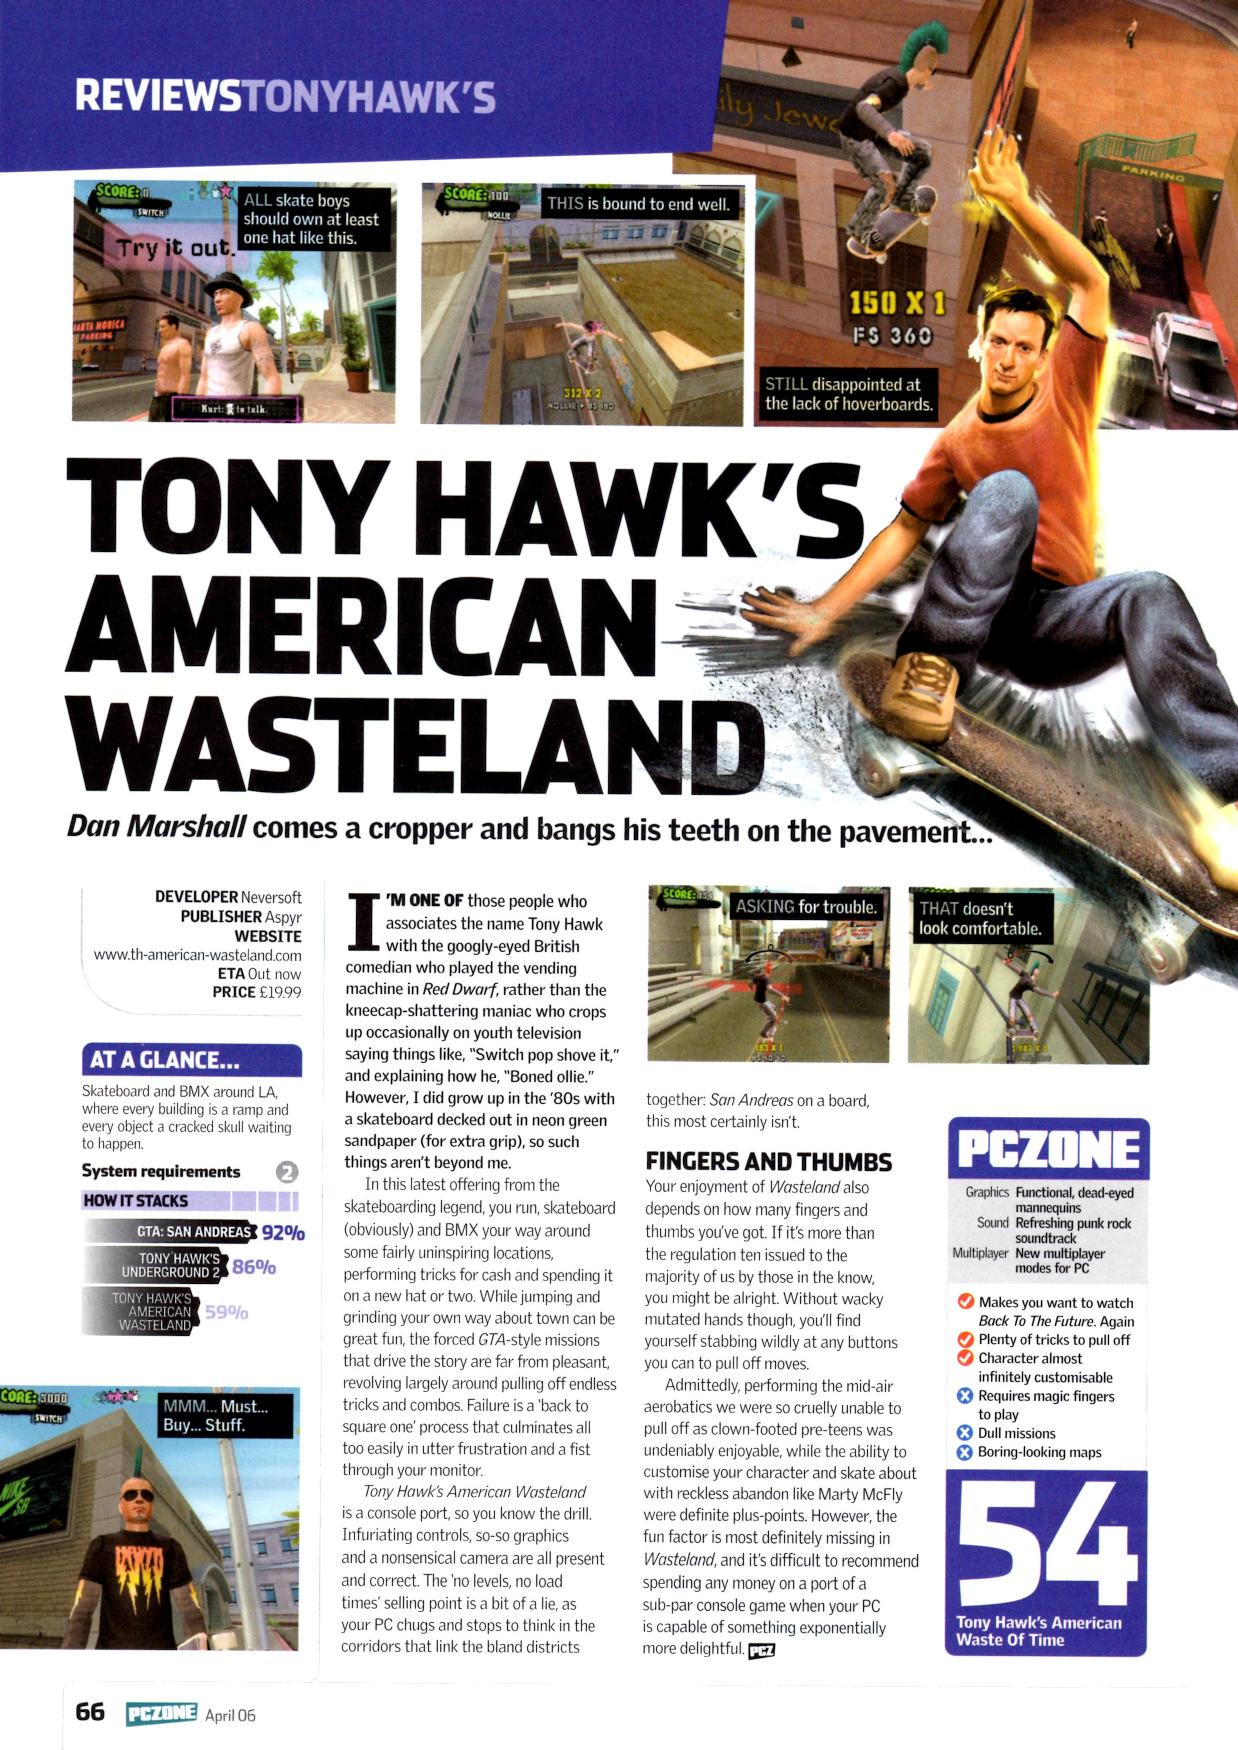 REVIEWSTONYHAWK'S
SCORE: 0
SWITCH
Try it out.
ALL skate boys
should own at least
one hat like this.
SANTA MONICA
PARKING
Hurt: to talk.
SCORE: 100
NOLLIE
THIS is bound to end well.
312 X 2
ily Jewe
PARKING
150 X 1
FS 360
STILL disappointed at
the lack of hoverboards.
TONY HAWK'S
AMERICAN
WASTELAND
Dan Marshall comes a cropper and bangs his teeth on the pavement...
DEVELOPER Neversoft
PUBLISHER Aspyr
WEBSITE
www.th-american-wasteland.com
ETA Out now
PRICE £19.99
AT A GLANCE...
Skateboard and BMX around LA,
where every building is a ramp and
every object a cracked skull waiting
to happen.
System requirements 2
HOW IT STACKS
GTA: SAN ANDREAS 92%
TONY HAWK'S
UNDERGROUND 2 86%
TONY HAWK'S
AMERICAN
WASTELAND 59%
CORE: 3000
SWITCH
MMM... Must...
Buy... Stuff.
NIKE
SB
I'M ONE OF those people who
associates the name Tony Hawk
with the googly-eyed British
comedian who played the vending
machine in Red Dwarf, rather than the
kneecap-shattering maniac who crops
up occasionally on youth television
saying things like, "Switch pop shove it,"
and explaining how he, "Boned ollie."
However, I did grow up in the '80s with
a skateboard decked out in neon green
sandpaper (for extra grip), so such
things aren't beyond me.
In this latest offering from the
skateboarding legend, you run, skateboard
(obviously) and BMX your way around
some fairly uninspiring locations,
performing tricks for cash and spending it
on a new hat or two. While jumping and
grinding your own way about town can be
great fun, the forced GTA-style missions
that drive the story are far from pleasant,
revolving largely around pulling off endless
tricks and combos. Failure is a 'back to
square one' process that culminates all
too easily in utter frustration and a fist
through your monitor.
Tony Hawk's American Wasteland
is a console port, so you know the drill.
Infuriating controls, so-so graphics
and a nonsensical camera are all present
and correct. The 'no levels, no load
times' selling point is a bit of a lie, as
your PC chugs and stops to think in the
corridors that link the bland districts
SCORE:
ASKING for trouble.
THAT doesn't
look comfortable.
together: San Andreas on a board,
this most certainly isn't.
FINGERS AND THUMBS
Your enjoyment of Wasteland also
depends on how many fingers and
thumbs you've got. If it's more than
the regulation ten issued to the
majority of us by those in the know,
you might be alright. Without wacky
mutated hands though, you'll find
yourself stabbing wildly at any buttons
you can to pull off moves.
Admittedly, performing the mid-air
aerobatics we were so cruelly unable to
pull off as clown-footed pre-teens was
undeniably enjoyable, while the ability to
customise your character and skate about
with reckless abandon like Marty McFly
were definite plus-points. However, the
fun factor is most definitely missing in
Wasteland, and it's difficult to recommend
spending any money on a port of a
sub-par console game when your PC
is capable of something exponentially
more delightful. PCZ
PCZONE
Graphics Functional, dead-eyed
mannequins
Sound Refreshing punk rock
soundtrack
Multiplayer New multiplayer
modes for PC
Makes you want to watch
Back To The Future. Again
Plenty of tricks to pull off
Character almost
infinitely customisable
Requires magic fingers
to play
Dull missions
Boring-looking maps
54
Tony Hawk's American
Waste Of Time
66 PCZONE April 06